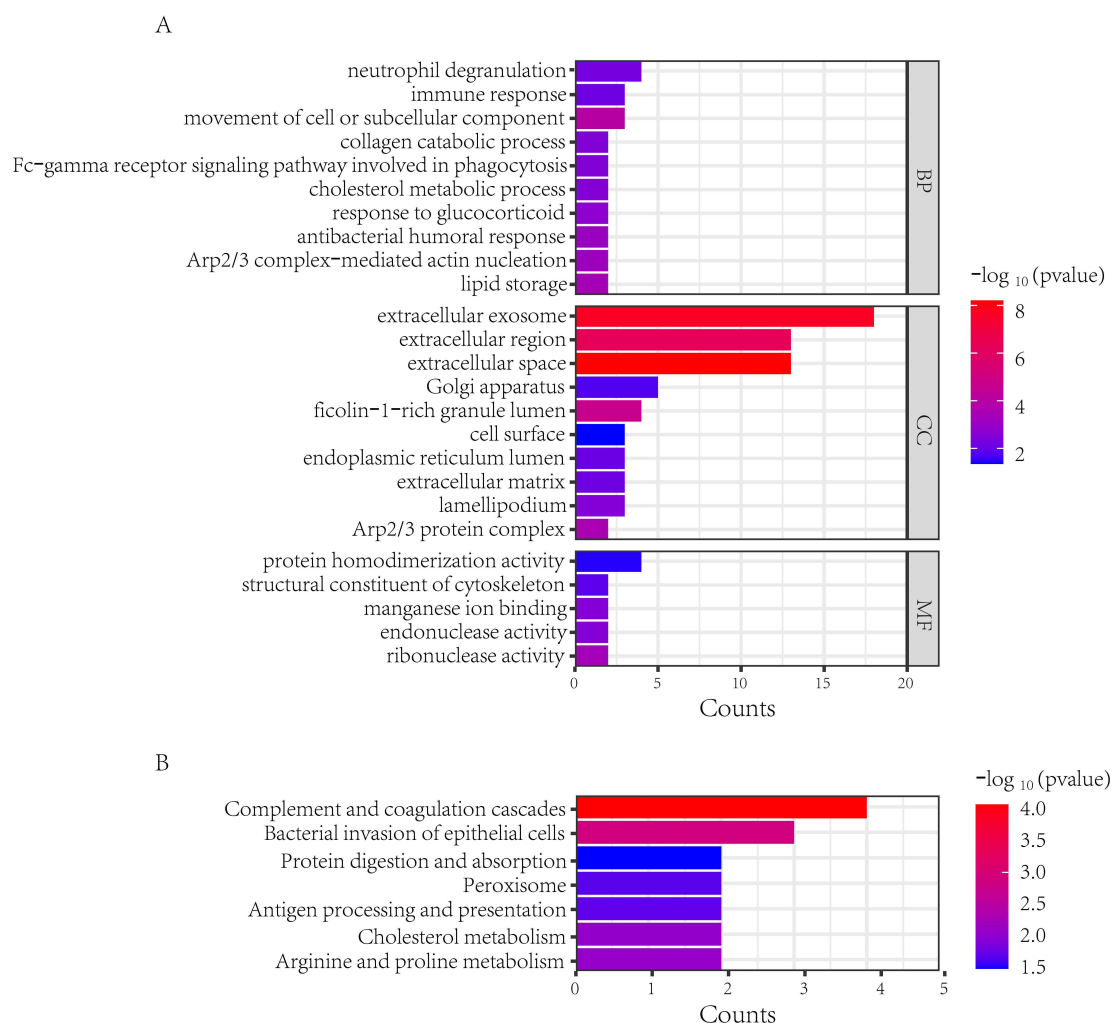 A
neutrophil degranulation
immune response
movement of cell or subcellular component
collagen catabolic process
Fc-gamma receptor signaling pathway involved in phagocytosis
cholesterol metabolic process
response to glucocorticoid
antibacterial humoral response
Arp2/3 complex-mediated actin nucleation
lipid storage
BP
extracellular exosome
extracellular region
extracellular space
Golgi apparatus
ficolin-1-rich granule lumen
cell surface
endoplasmic reticulum lumen
extracellular matrix
lamellipodium
Arp2/3 protein complex
CC
protein homodimerization activity
structural constituent of cytoskeleton
manganese ion binding
endonuclease activity
ribonuclease activity
MF
0 5 10 15 20
Counts
-log 10 (pvalue)
8
6
4
2
B
Complement and coagulation cascades
Bacterial invasion of epithelial cells
Protein digestion and absorption
Peroxisome
Antigen processing and presentation
Cholesterol metabolism
Arginine and proline metabolism
0 1 2 3 4 5
Counts
-log 10 (pvalue)
4.0
3.5
3.0
2.5
2.0
1.5